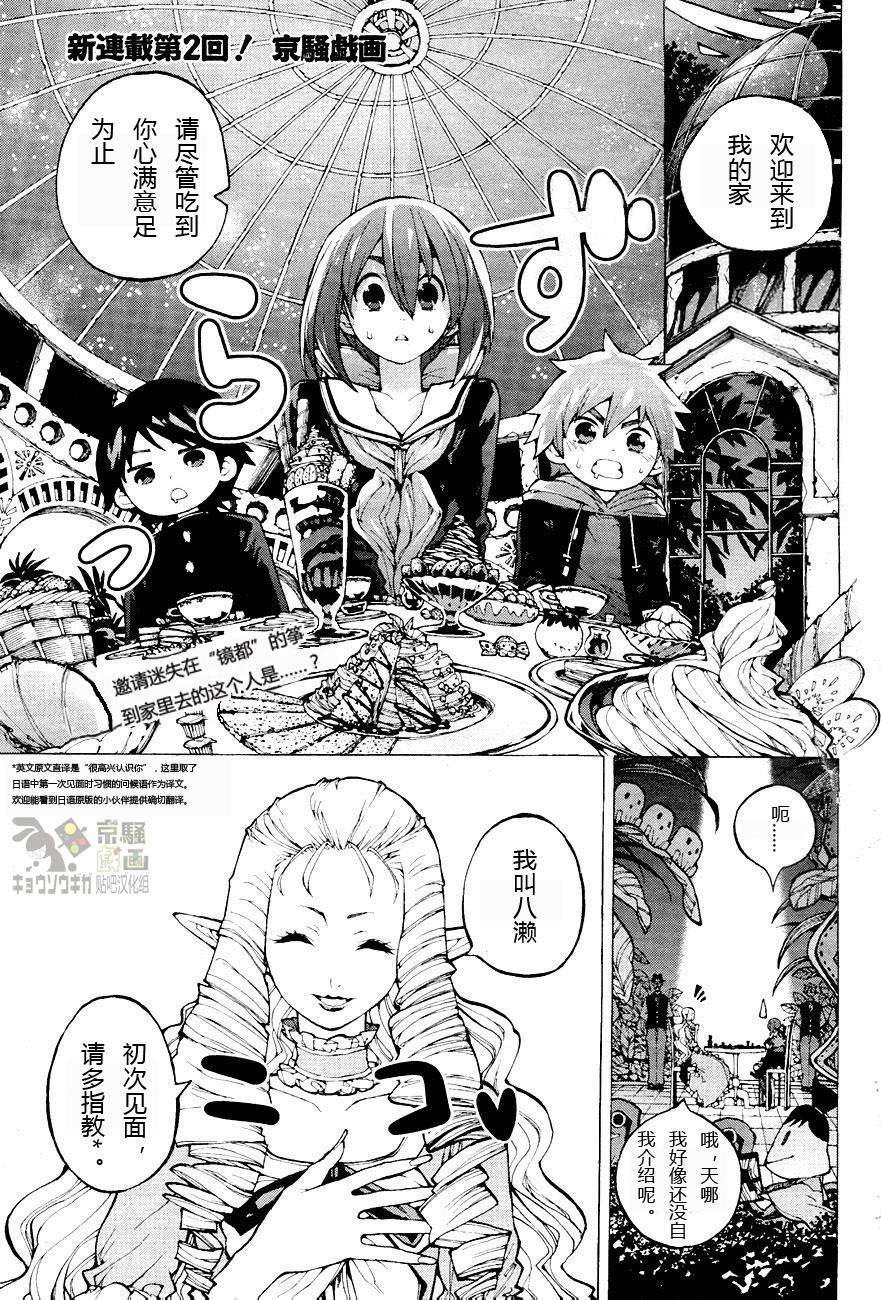 新連載第2回! 京騒戯画
欢迎来到
我的家
请尽管吃到
你心满意足
为止
ずらっ
邀请迷失在“镜都”的筝
到家里去的这个人是……?
呃……
哦,天哪
我好像还没自
我介绍呢。
我叫八濑
初次见面,
请多指教*。
ニコ
*英文原文直译是“很高兴认识你”,这里取了
日语中第一次见面时习惯的问候语作为译文。
欢迎能看到日语原版的小伙伴提供确切翻译。
京騒
戯画
キョウソウギガ 贴吧汉化组